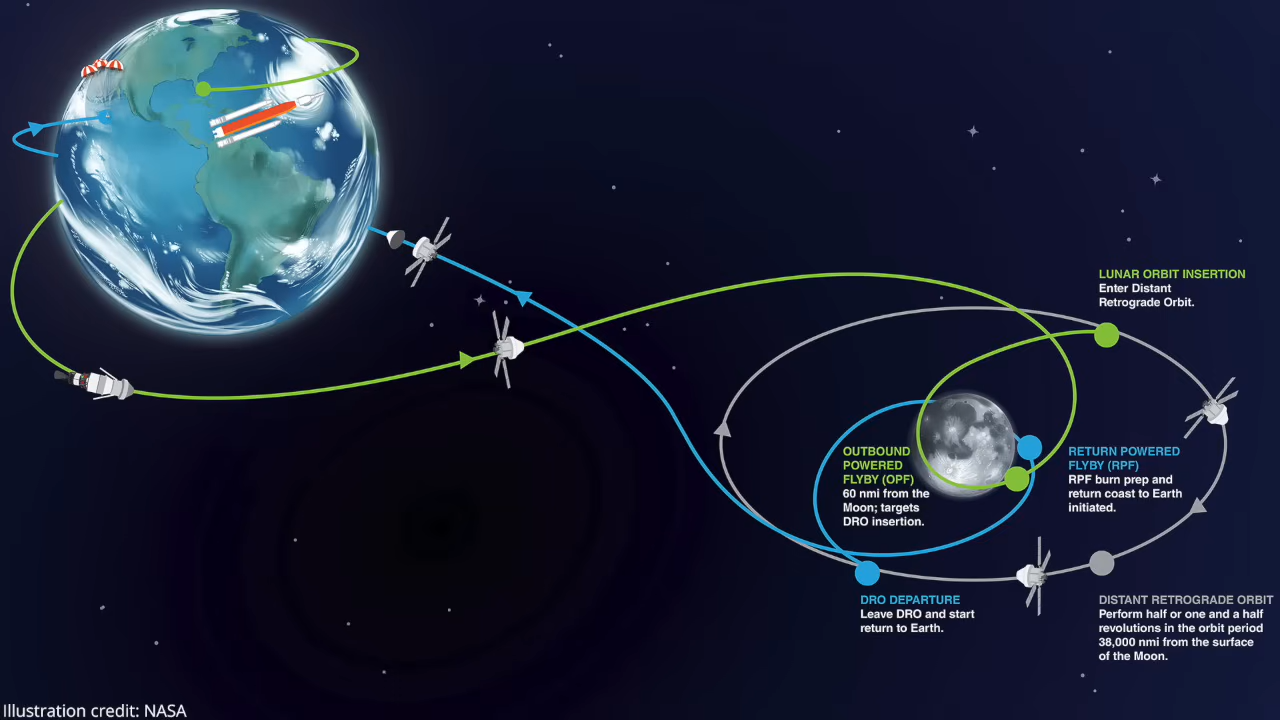 LUNAR ORBIT INSERTION
Enter Distant
Retrograde Orbit.
OUTBOUND
POWERED
FLYBY (OPF)
60 nmi from the
Moon; targets
DRO insertion.
RETURN POWERED
FLYBY (RPF)
RPF burn prep and
return coast to Earth
initiated.
DRO DEPARTURE
Leave DRO and start
return to Earth.
DISTANT RETROGRADE ORBIT
Perform half or one and a half
revolutions in the orbit period
38,000 nmi from the surface
of the Moon.
Illustration credit: NASA